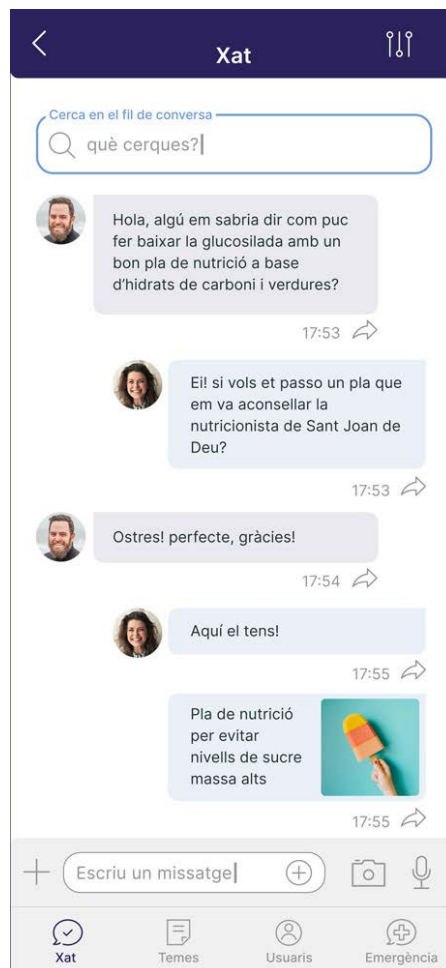 Xat
Cerca en el fil de conversa
què cerques?
Hola, algú em sabria dir com puc
fer baixar la glucosilada amb un
bon pla de nutrició a base
d'hidrats de carboni i verdures?
17:53
Ei! si vols et passo un pla que
em va aconsellar la
nutricionista de Sant Joan de
Deu?
17:53
Ostres! perfecte, gràcies!
17:54
Aquí el tens!
17:55
Pla de nutrició
per evitar
nivells de sucre
massa alts
17:55
Escriu un missatge
Xat
Temes
Usuaris
Emergència